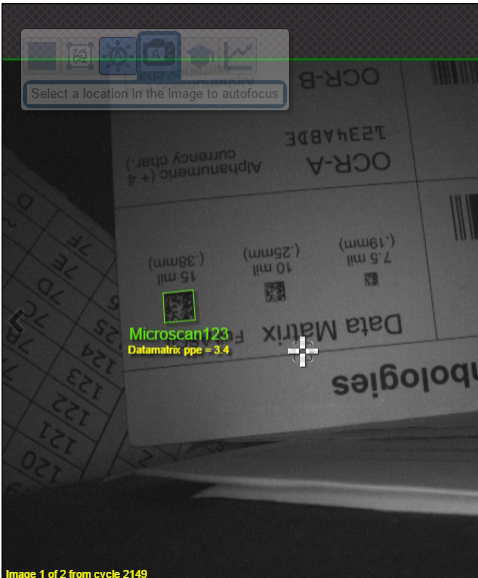 Select a location in the image to autofocus
OCR-B
1234ABDE
OCR-A
Alphanumeric (+ 4
currency char.)
7.5 mil
(.19mm)
10 mil
(.25mm)
15 mil
(.38mm)
Data Matrix
Microscan123
Datamatrix ppe = 3.4
D
7F
7E
7D
7C
125
124
123
122
121
120
Image 1 of 2 from cycle 2149